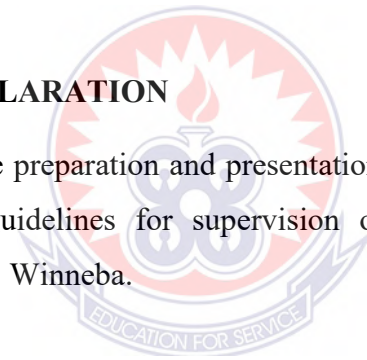 LARATION
e preparation and presentation
uidelines for supervision o
Winneba.
EDUCATION FOR SERVICE